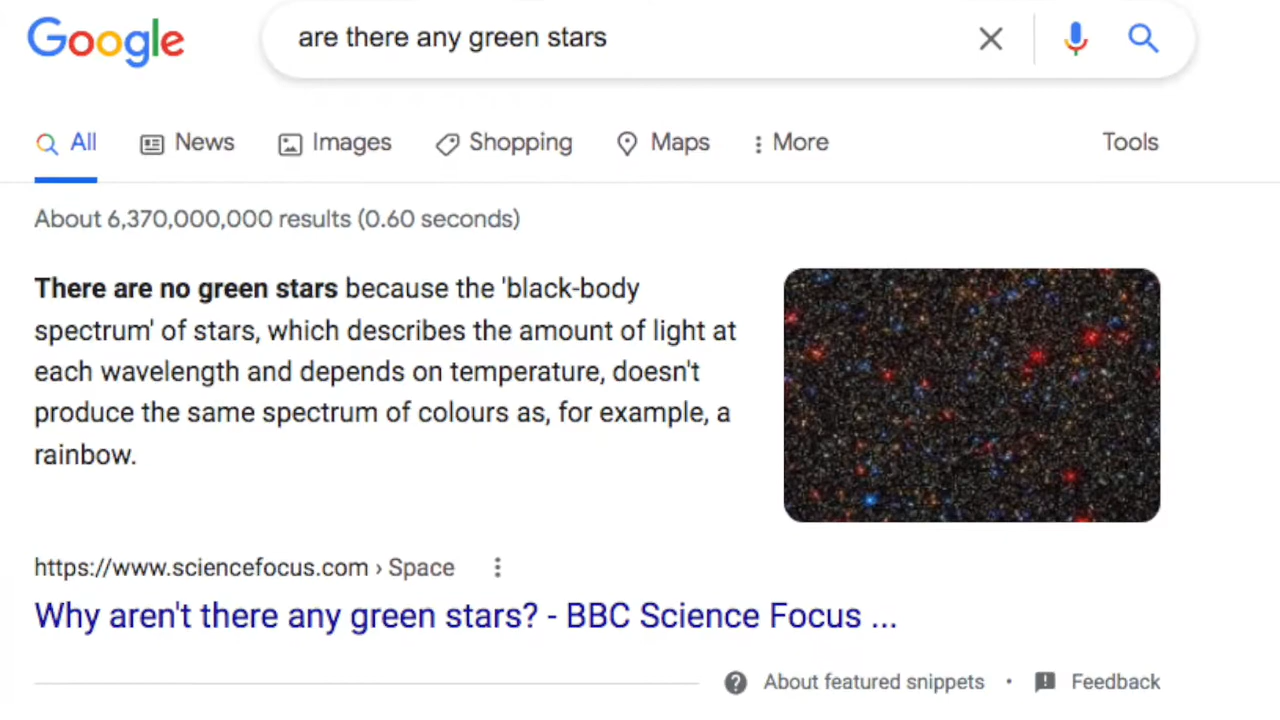 Google
are there any green stars
All News Images Shopping Maps More Tools
About 6,370,000,000 results (0.60 seconds)
There are no green stars because the 'black-body
spectrum' of stars, which describes the amount of light at
each wavelength and depends on temperature, doesn't
produce the same spectrum of colours as, for example, a
rainbow.
https://www.sciencefocus.com › Space
Why aren't there any green stars? - BBC Science Focus ...
About featured snippets • Feedback